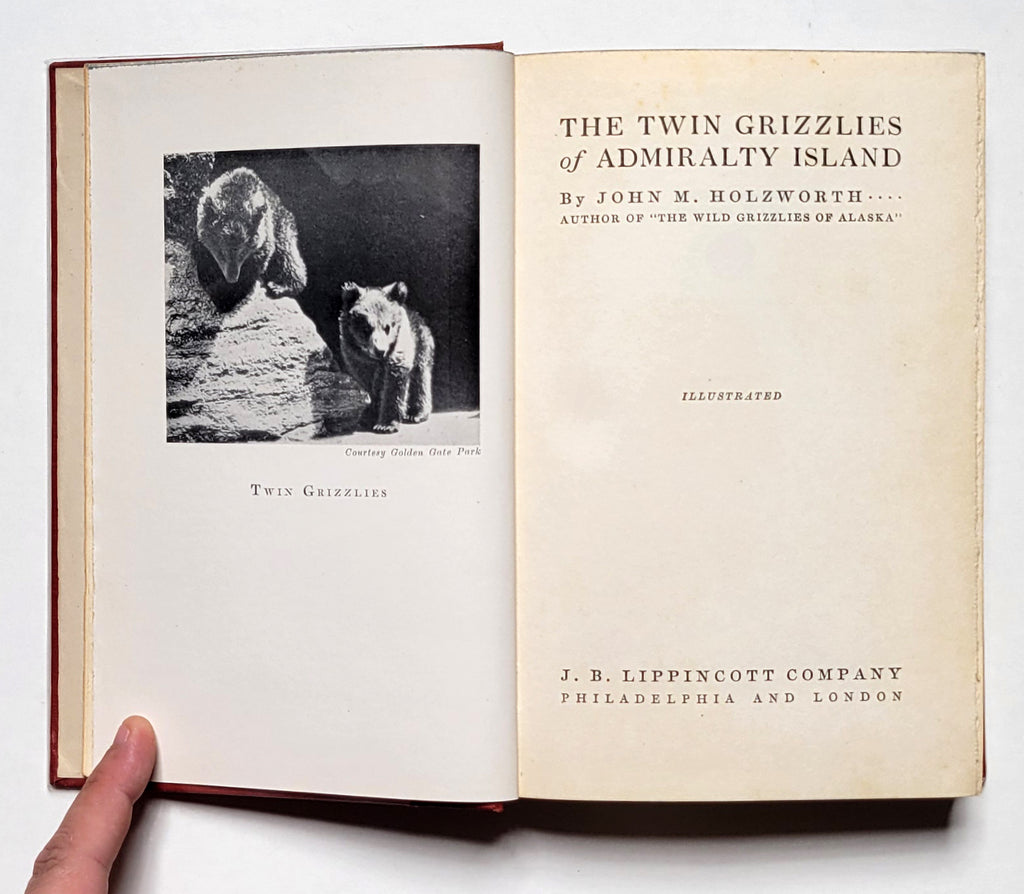 Courtesy Golden Gate Park
TWIN GRIZZLIES
THE TWIN GRIZZLIES
of ADMIRALTY ISLAND
By JOHN M. HOLZWORTH....
AUTHOR OF "THE WILD GRIZZLIES OF ALASKA"
ILLUSTRATED
J. B. LIPPINCOTT COMPANY
PHILADELPHIA AND LONDON